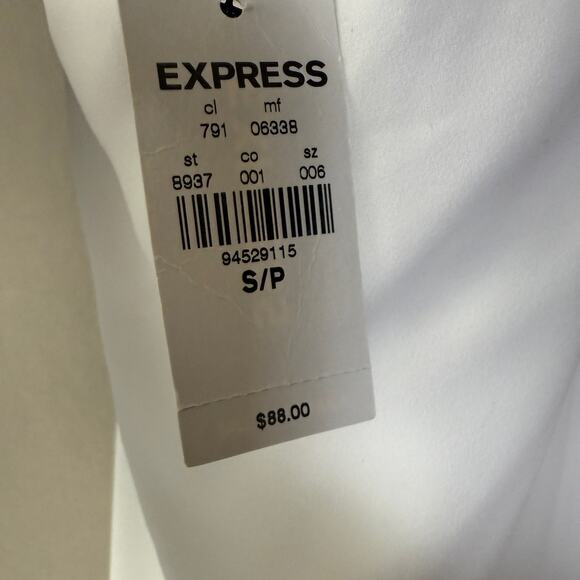 EXPRESS
cl mf
791 06338
st co sz
8937 001 006
94529115
S/P
$88.00